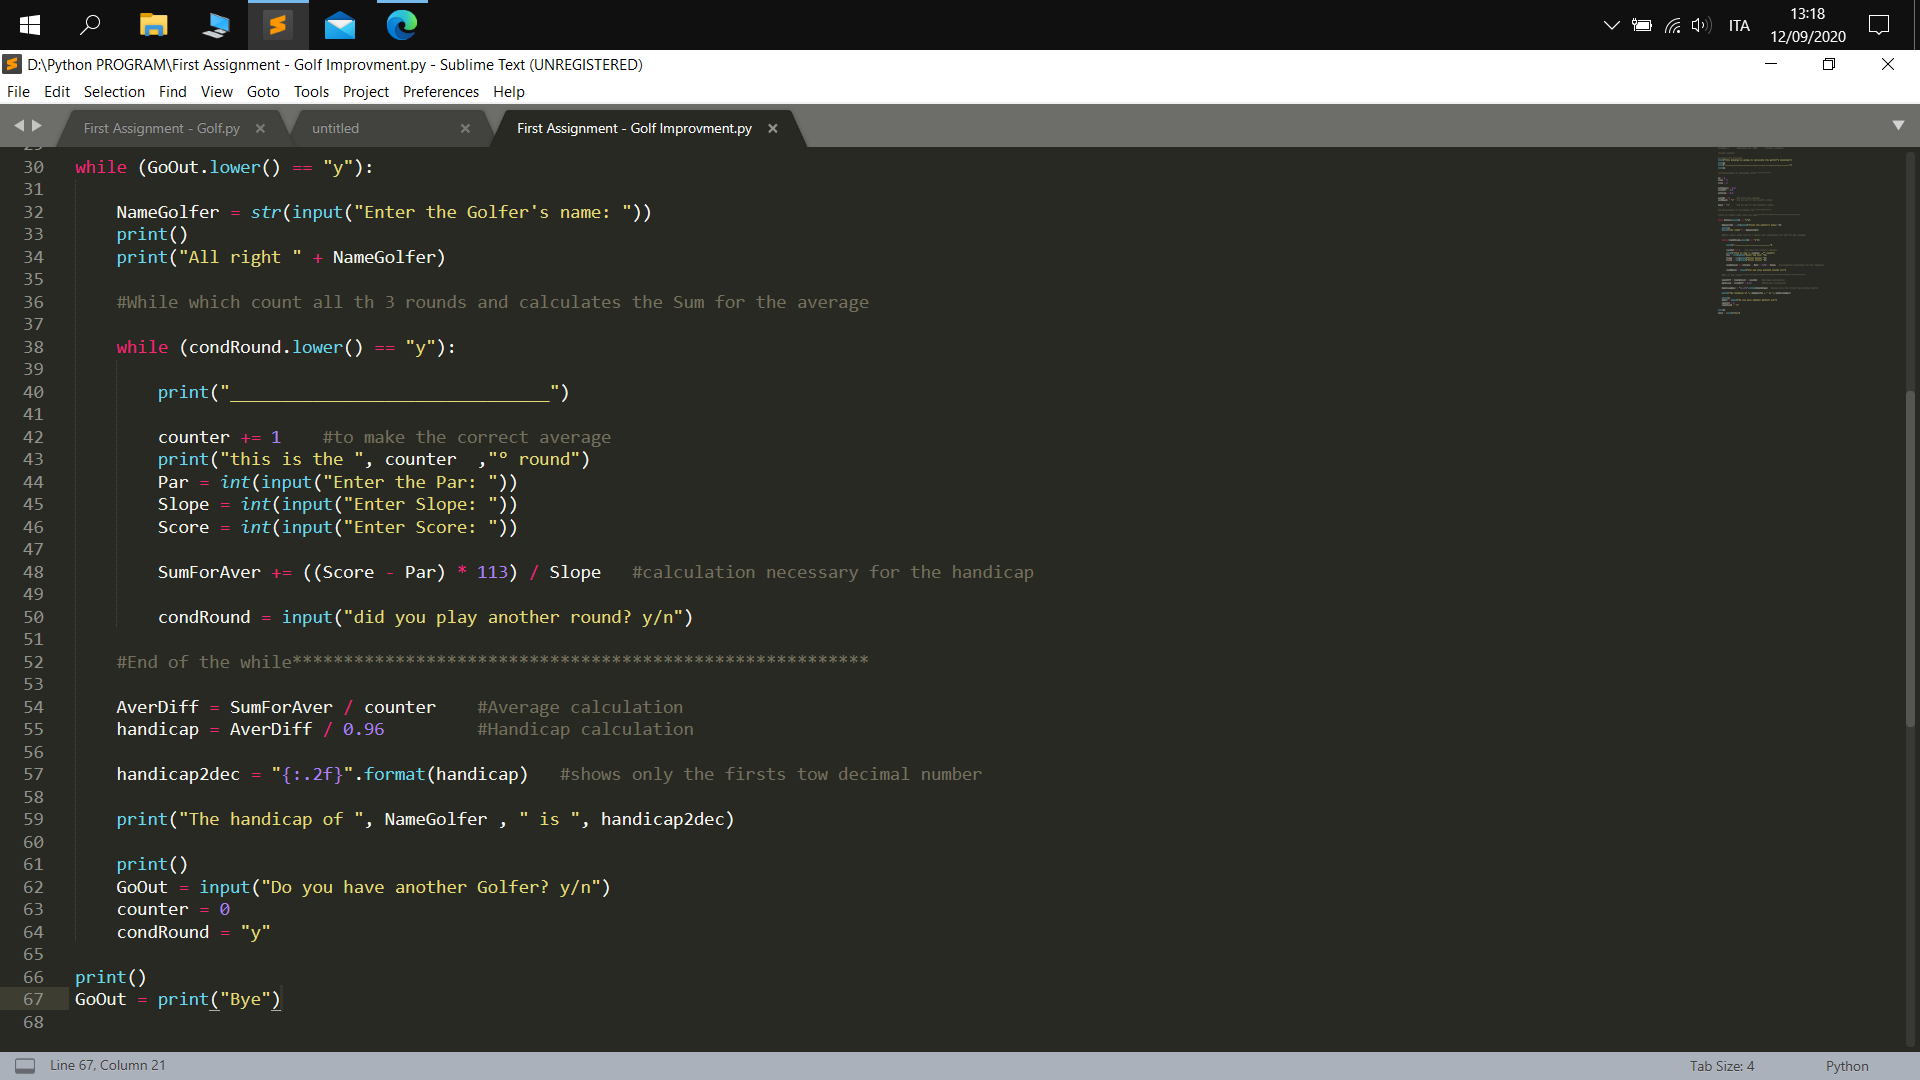 ITA
13:18
12/09/2020
D:\Python PROGRAM\First Assignment - Golf Improvment.py - Sublime Text (UNREGISTERED)
File Edit Selection Find View Goto Tools Project Preferences Help
First Assignment - Golf.py
untitled
First Assignment - Golf Improvment.py
30 while (GoOut.lower() == "y"):
31
32     NameGolfer = str(input("Enter the Golfer's name: "))
33     print()
34     print("All right " + NameGolfer)
35
36     #While which count all th 3 rounds and calculates the Sum for the average
37
38     while (condRound.lower() == "y"):
39
40         print("_______________________________")
41
42         counter += 1    #to make the correct average
43         print("this is the ", counter  ,"° round")
44         Par = int(input("Enter the Par: "))
45         Slope = int(input("Enter Slope: "))
46         Score = int(input("Enter Score: "))
47
48         SumForAver += ((Score - Par) * 113) / Slope   #calculation necessary for the handicap
49
50         condRound = input("did you play another round? y/n")
51
52     #End of the while********************************************************
53
54     AverDiff = SumForAver / counter    #Average calculation
55     handicap = AverDiff / 0.96         #Handicap calculation
56
57     handicap2dec = "{:.2f}".format(handicap)   #shows only the firsts tow decimal number
58
59     print("The handicap of ", NameGolfer , " is ", handicap2dec)
60
61     print()
62     GoOut = input("Do you have another Golfer? y/n")
63     counter = 0
64     condRound = "y"
65
66 print()
67 GoOut = print("Bye")
68
Line 67, Column 21
Tab Size: 4
Python